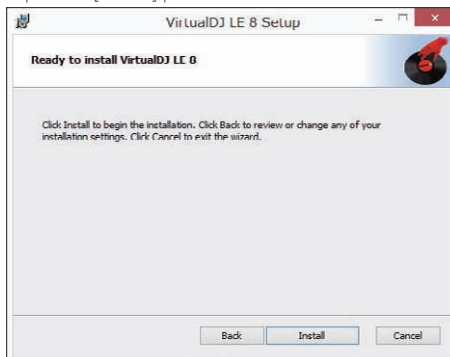 VirtualDJ LE 8 Setup
Ready to install VirtualDJ LE 8
Click Install to begin the installation. Click Back to review or change any of your
installation settings. Click Cancel to exit the wizard.
Back Install Cancel